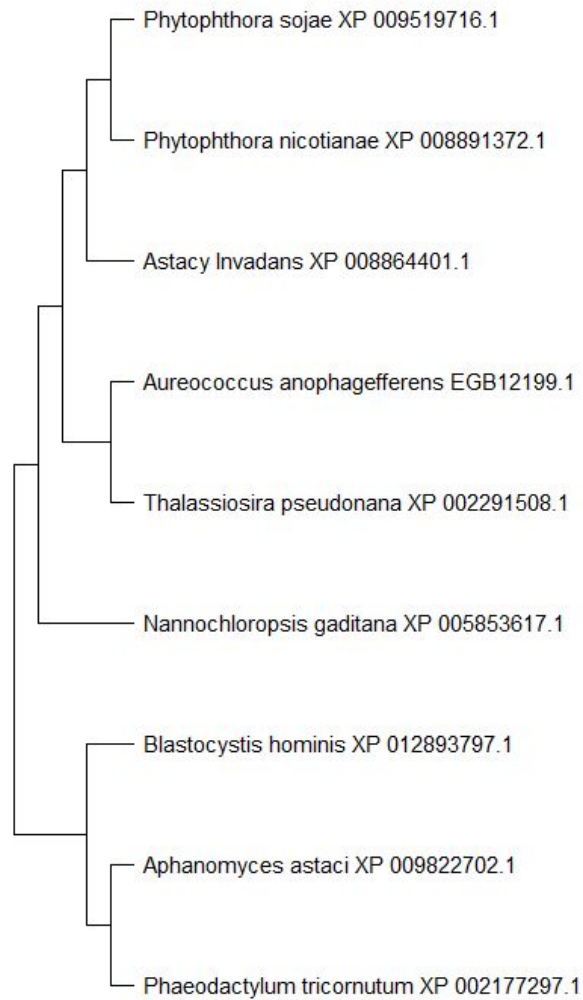 Phytophthora sojae XP 009519716.1
Phytophthora nicotianae XP 008891372.1
Astacy Invadans XP 008864401.1
Aureococcus anophagefferens EGB12199.1
Thalassiosira pseudonana XP 002291508.1
Nannochloropsis gaditana XP 005853617.1
Blastocystis hominis XP 012893797.1
Aphanomyces astaci XP 009822702.1
Phaeodactylum tricornutum XP 002177297.1